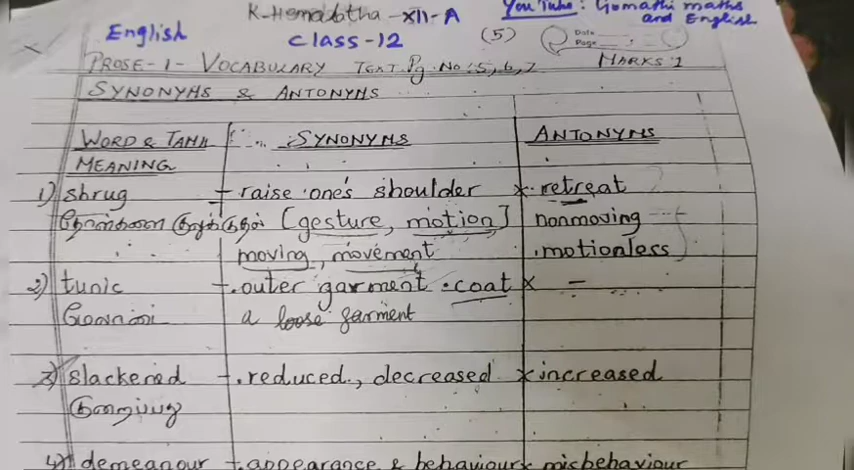 K. Hemalatha - XII - A
YouTube: Gomathi maths
and English
English
class-12
(5)
Date
Page
PROSE-1- VOCABULARY TEXT. Pg. No: 5, 6, 7 MARKS: 1
SYNONYMS & ANTONYMS
WORD & TAMIL SYNONYMS ANTONYMS
MEANING
1) shrug - raise one's shoulder × retreat
[gesture, motion] nonmoving
moving, movement motionless
2) tunic - outer garment coat × -
a loose garment
3) slackered - reduced, decreased × increased
4) demeanour - appearance & behaviour × misbehaviour